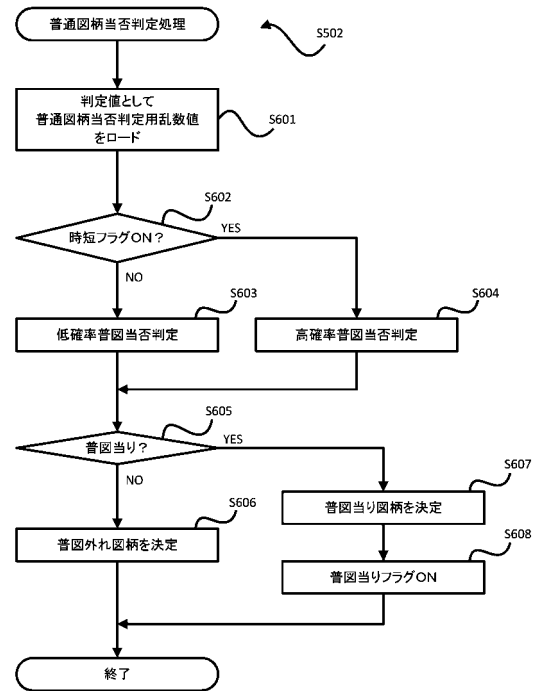 普通図柄当否判定処理
S502
判定値として
普通図柄当否判定用乱数値
をロード
S601
S602
時短フラグON？
YES
NO
S603
S604
低確率普図当否判定
高確率普図当否判定
S605
普図当り？
YES
NO
S607
普図当り図柄を決定
S606
普図外れ図柄を決定
S608
普図当りフラグON
終了